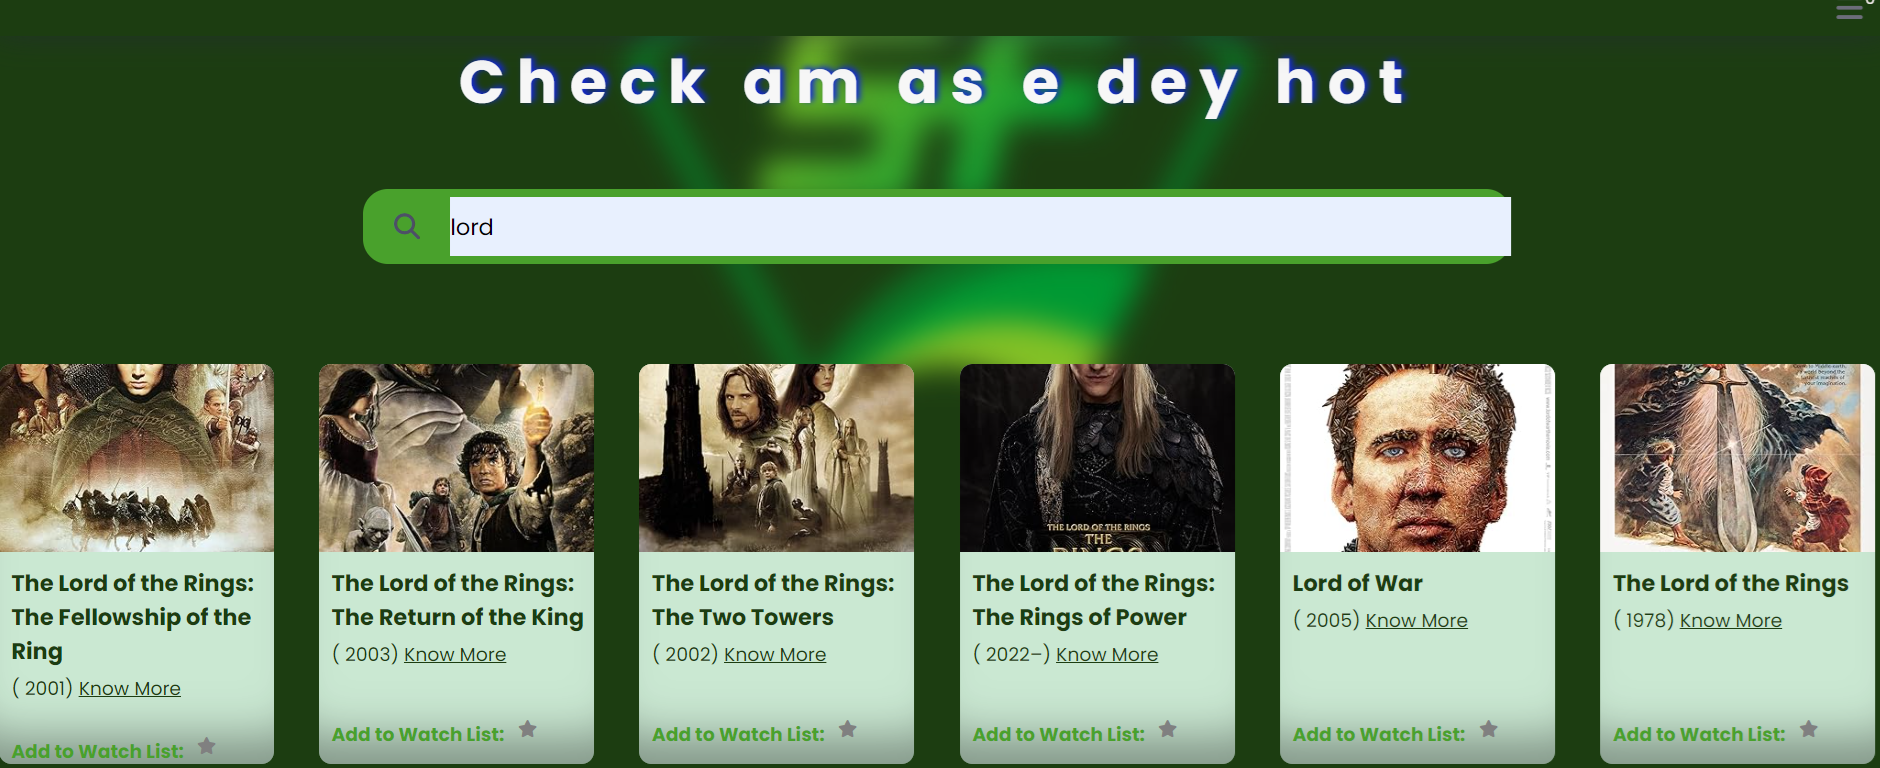 Check am as e dey hot
lord
THE LORD OF THE RINGS
THE
The Lord of the Rings:
The Fellowship of the
Ring
( 2001) Know More
Add to Watch List:
The Lord of the Rings:
The Return of the King
( 2003) Know More
Add to Watch List:
The Lord of the Rings:
The Two Towers
( 2002) Know More
Add to Watch List:
The Lord of the Rings:
The Rings of Power
( 2022–) Know More
Add to Watch List:
Lord of War
( 2005) Know More
Add to Watch List:
The Lord of the Rings
( 1978) Know More
Add to Watch List: